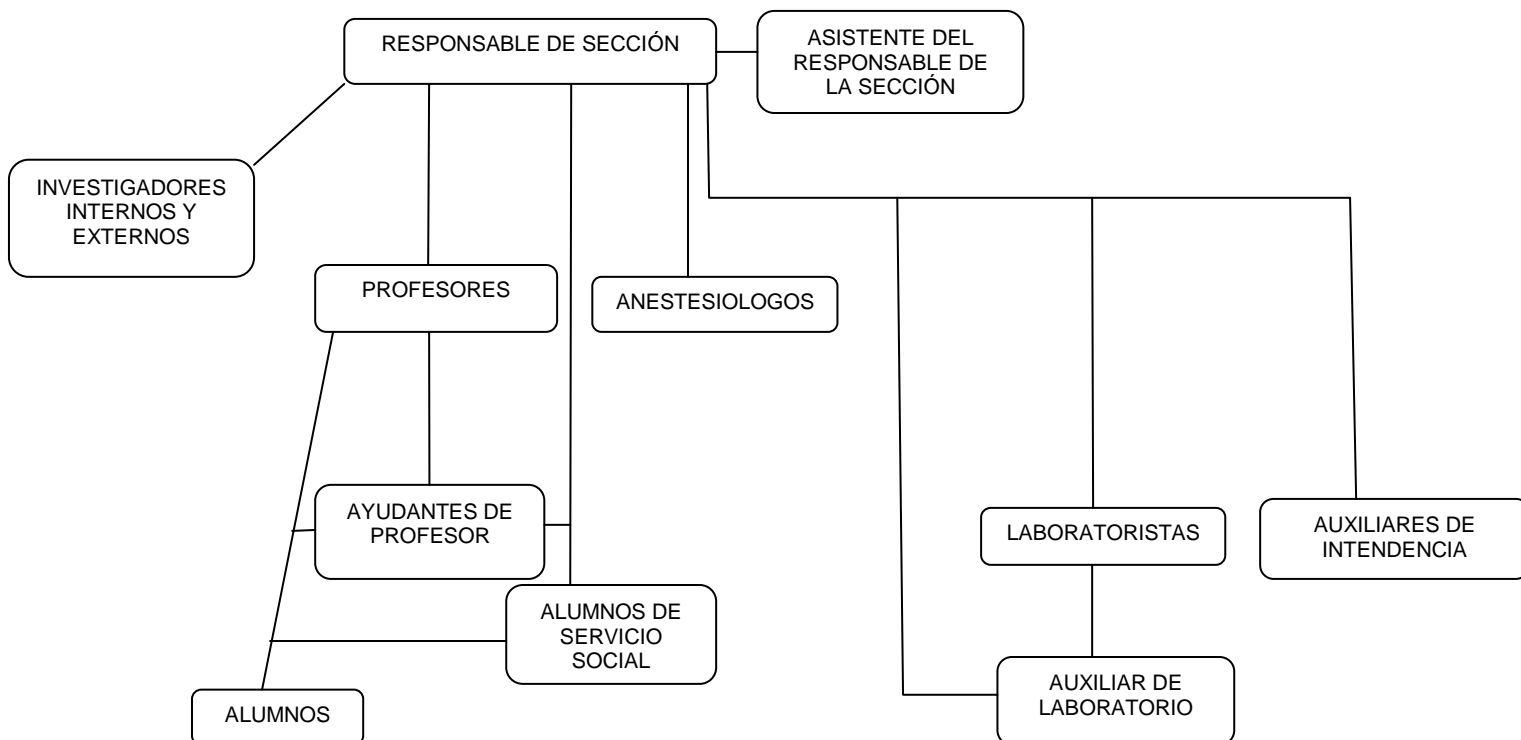 RESPONSABLE DE SECCIÓN
ASISTENTE DEL
RESPONSABLE DE
LA SECCIÓN
INVESTIGADORES
INTERNOS Y
EXTERNOS
PROFESORES
ANESTESIOLOGOS
AYUDANTES DE
PROFESOR
LABORATORISTAS
AUXILIARES DE
INTENDENCIA
ALUMNOS DE
SERVICIO
SOCIAL
AUXILIAR DE
LABORATORIO
ALUMNOS